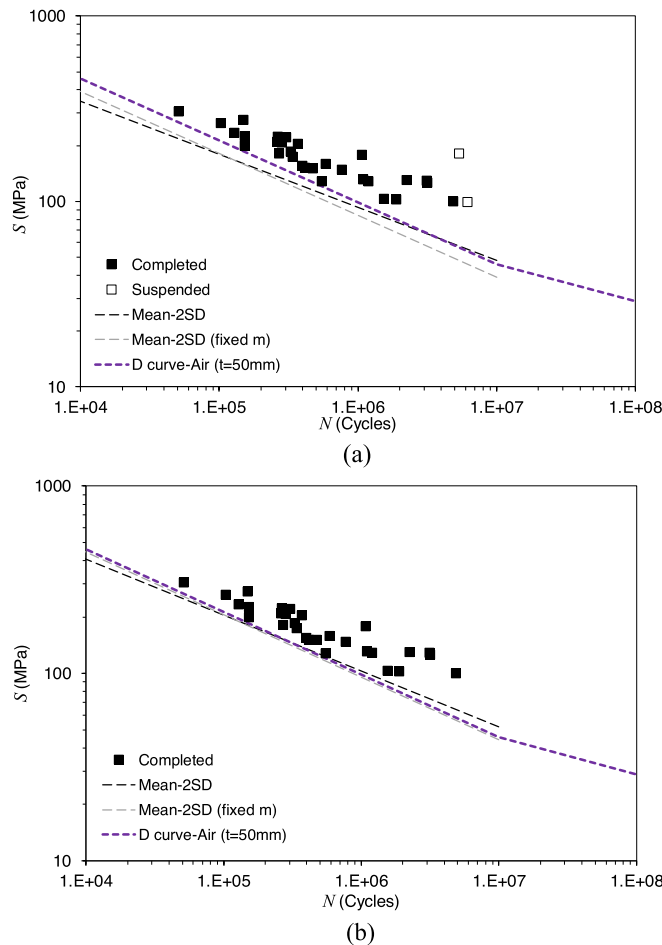 1000
100
10
S (MPa)
Completed
Suspended
Mean-2SD
Mean-2SD (fixed m)
D curve-Air (t=50mm)
1.E+04 1.E+05 1.E+06 1.E+07 1.E+08
N (Cycles)
(a)
1000
100
10
S (MPa)
Completed
Mean-2SD
Mean-2SD (fixed m)
D curve-Air (t=50mm)
1.E+04 1.E+05 1.E+06 1.E+07 1.E+08
N (Cycles)
(b)